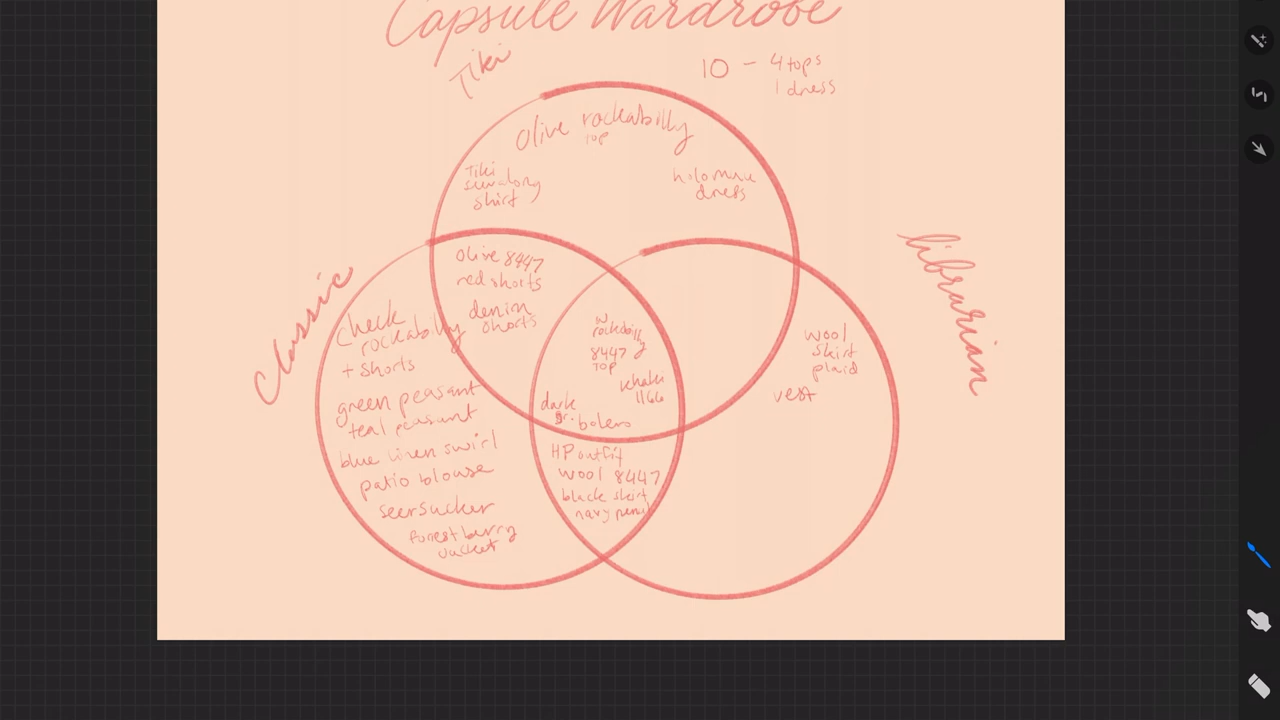 Capsule Wardrobe
Tiki
10 - 4 tops
1 dress
Olive rockabilly
top
Tiki
sewalong
shirt
holomuu
dress
Classic
librarian
olive 8447
red shorts
denim
shorts
check
rockabilly
+ shorts
green peasant
teal peasant
blue linen swirl
patio blouse
seersucker
forest berry
jacket
w
rockabilly
8447
top
khaki
1166
dark
gr. bolero
HP outfit
wool 8447
black skirt
navy pencil
wool
skirt
plaid
vest